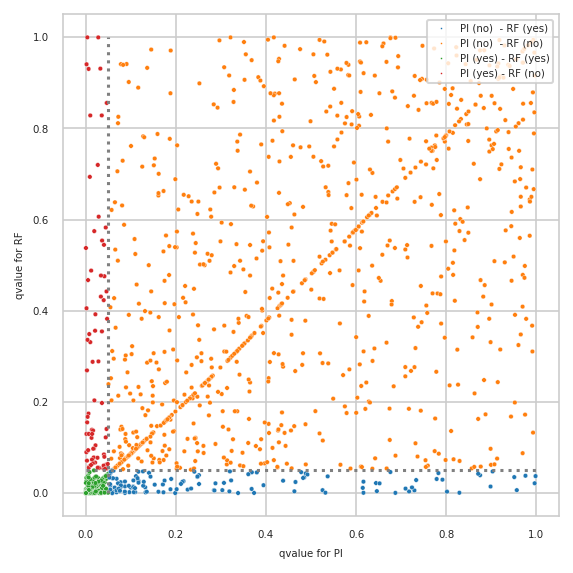 PI (no)  - RF (yes)
PI (no)  - RF (no)
PI (yes) - RF (yes)
PI (yes) - RF (no)
1.0
0.8
0.6
0.4
0.2
0.0
qvalue for RF
0.0 0.2 0.4 0.6 0.8 1.0
qvalue for PI